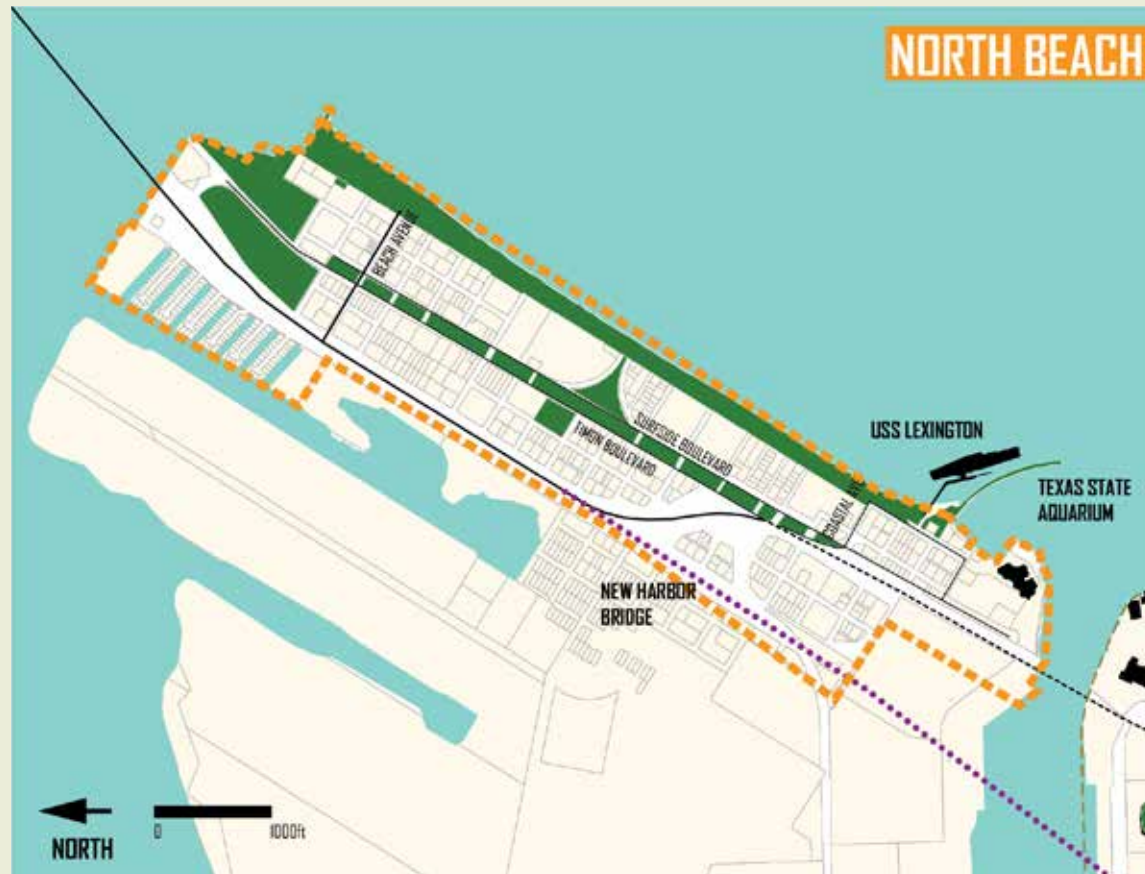 NORTH BEACH
BEACH AVENUE
SURFSIDE BOULEVARD
TIMON BOULEVARD
COASTAL AVE
USS LEXINGTON
TEXAS STATE
AQUARIUM
NEW HARBOR
BRIDGE
0
1000ft
NORTH